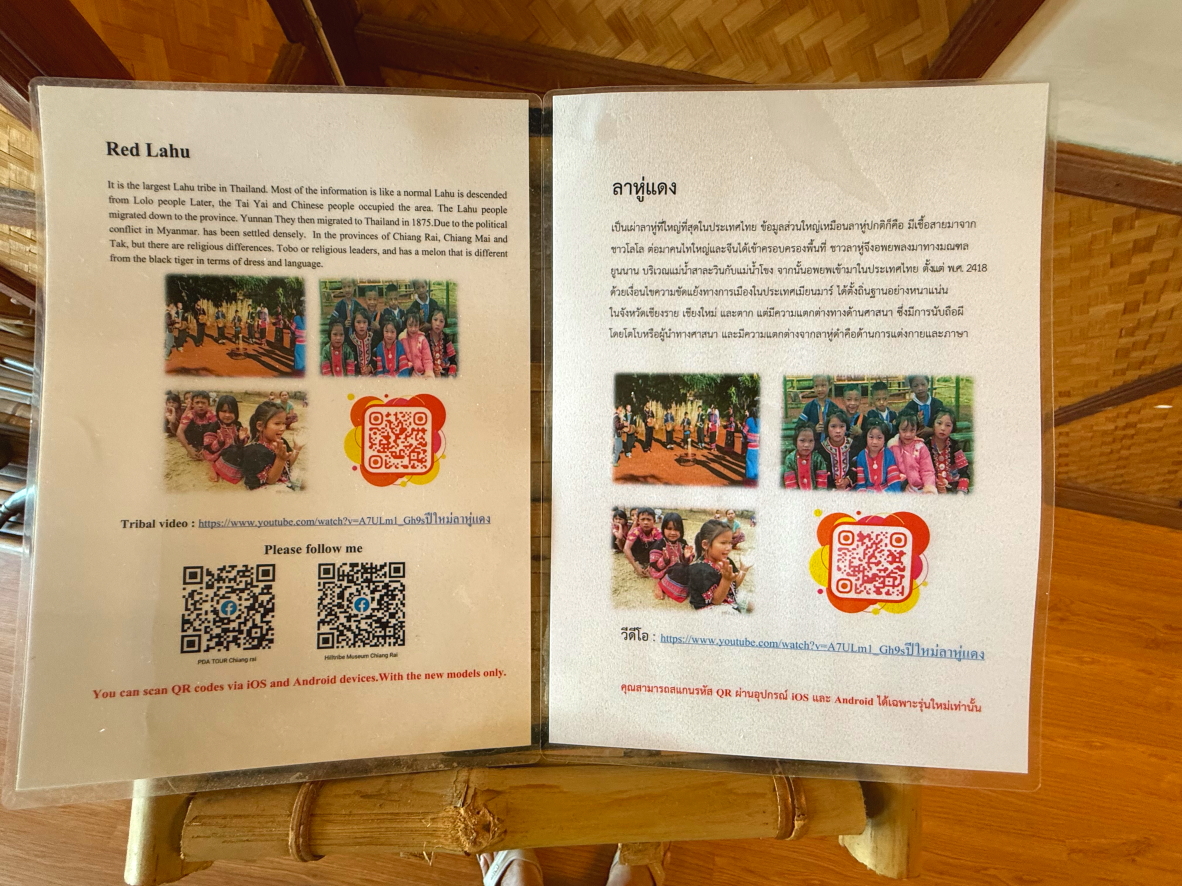 Red Lahu
It is the largest Lahu tribe in Thailand. Most of the information is like a normal Lahu is descended
from Lolo people Later, the Tai Yai and Chinese people occupied the area. The Lahu people
migrated down to the province. Yunnan They then migrated to Thailand in 1875.Due to the political
conflict in Myanmar. has been settled densely. In the provinces of Chiang Rai, Chiang Mai and
Tak, but there are religious differences. Tobo or religious leaders, and has a melon that is different
from the black tiger in terms of dress and language.
Tribal video : https://www.youtube.com/watch?v=A7ULm1_Gh9sปีใหม่ลาหู่แดง
Please follow me
PDA TOUR Chiang rai
Hilltribe Museum Chiang Rai
You can scan QR codes via iOS and Android devices.With the new models only.
ลาหู่แดง
เป็นเผ่าลาหู่ที่ใหญ่ที่สุดในประเทศไทย ข้อมูลส่วนใหญ่เหมือนลาหู่ปกติก็คือ มีเชื้อสายมาจาก
ชาวโลโล ต่อมาคนไทใหญ่และจีนได้เข้าครอบครองพื้นที่ ชาวลาหู่จึงอพยพลงมาทางมณฑล
ยูนนาน บริเวณแม่น้ำสาละวินกับแม่น้ำโขง จากนั้นอพยพเข้ามาในประเทศไทย ตั้งแต่ พ.ศ. 2418
ด้วยเงื่อนไขความขัดแย้งทางการเมืองในประเทศเมียนมาร์ ได้ตั้งถิ่นฐานอย่างหนาแน่น
ในจังหวัดเชียงราย เชียงใหม่ และตาก แต่มีความแตกต่างทางด้านศาสนา ซึ่งมีการนับถือผี
โดยโตโบหรือผู้นำทางศาสนา และมีความแตกต่างจากลาหู่ดำคือด้านการแต่งกายและภาษา
วีดีโอ : https://www.youtube.com/watch?v=A7ULm1_Gh9sปีใหม่ลาหู่แดง
คุณสามารถสแกนรหัส QR ผ่านอุปกรณ์ iOS และ Android ได้เฉพาะรุ่นใหม่เท่านั้น